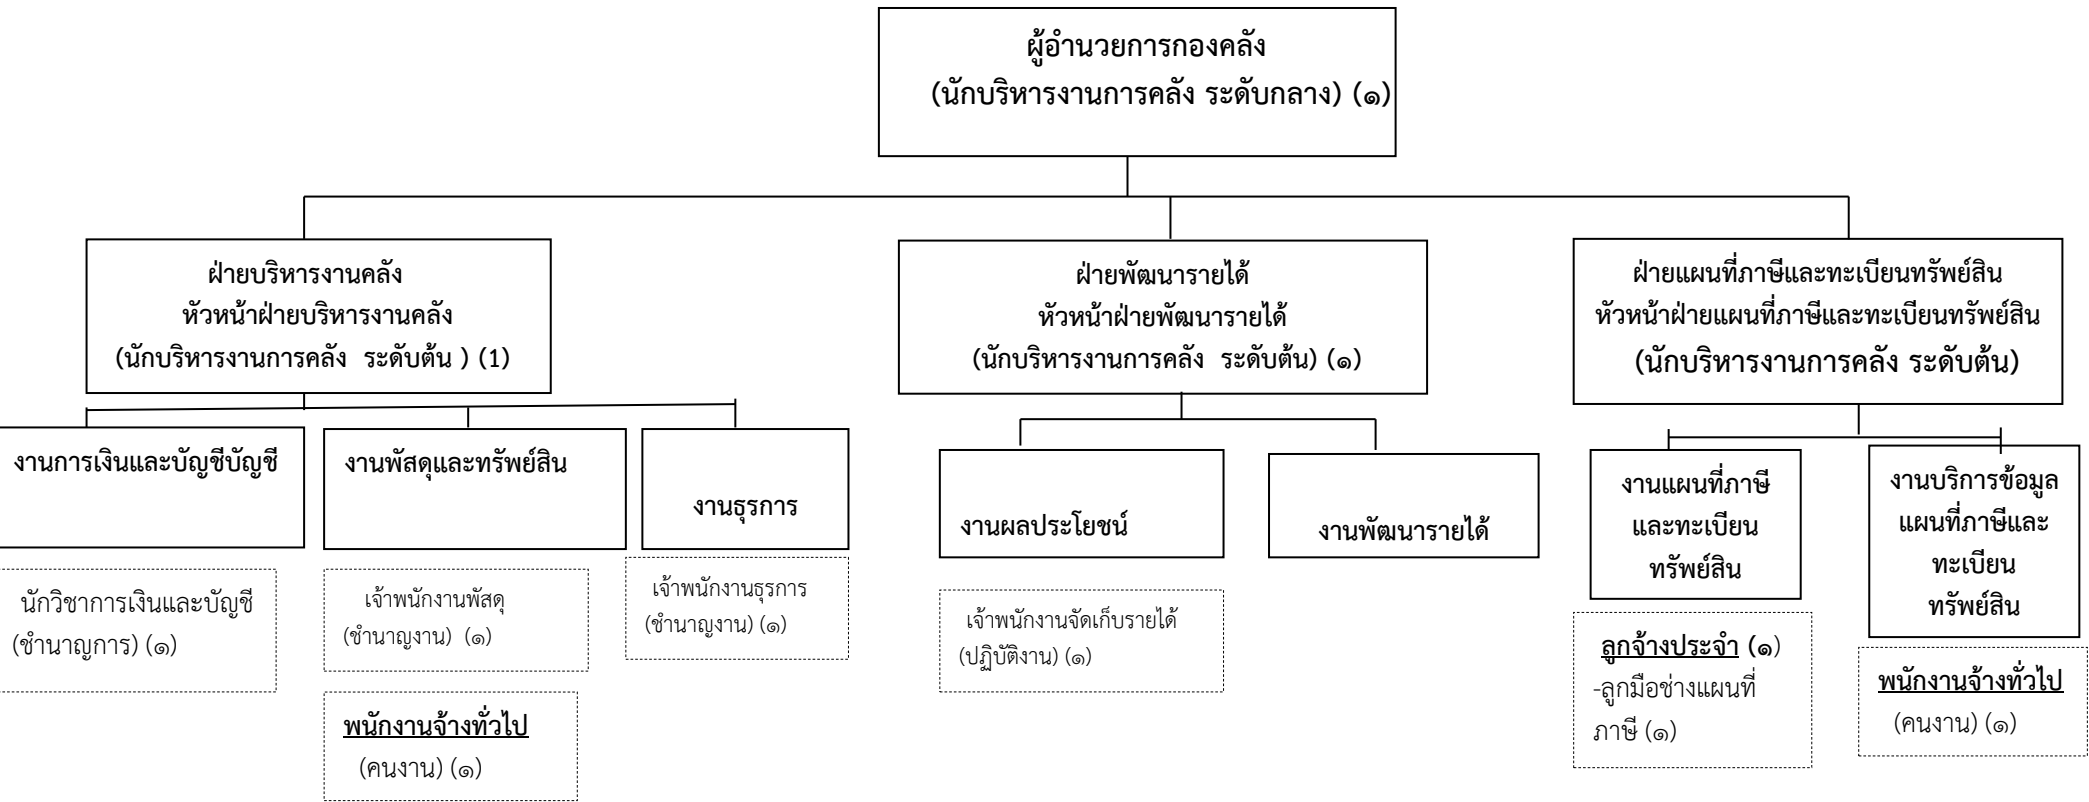 ผู้อำนวยการกองคลัง
(นักบริหารงานการคลัง ระดับกลาง) (๑)
ฝ่ายบริหารงานคลัง
หัวหน้าฝ่ายบริหารงานคลัง
(นักบริหารงานการคลัง ระดับต้น ) (1)
ฝ่ายพัฒนารายได้
หัวหน้าฝ่ายพัฒนารายได้
(นักบริหารงานการคลัง ระดับต้น) (๑)
ฝ่ายแผนที่ภาษีและทะเบียนทรัพย์สิน
หัวหน้าฝ่ายแผนที่ภาษีและทะเบียนทรัพย์สิน
(นักบริหารงานการคลัง ระดับต้น)
งานการเงินและบัญชีบัญชี
งานพัสดุและทรัพย์สิน
งานธุรการ
งานผลประโยชน์
งานพัฒนารายได้
งานแผนที่ภาษี
และทะเบียน
ทรัพย์สิน
งานบริการข้อมูล
แผนที่ภาษีและ
ทะเบียน
ทรัพย์สิน
นักวิชาการเงินและบัญชี
(ชำนาญการ) (๑)
เจ้าพนักงานพัสดุ
(ชำนาญงาน) (๑)
พนักงานจ้างทั่วไป
(คนงาน) (๑)
เจ้าพนักงานธุรการ
(ชำนาญงาน) (๑)
เจ้าพนักงานจัดเก็บรายได้
(ปฏิบัติงาน) (๑)
ลูกจ้างประจำ (๑)
-ลูกมือช่างแผนที่
ภาษี (๑)
พนักงานจ้างทั่วไป
(คนงาน) (๑)